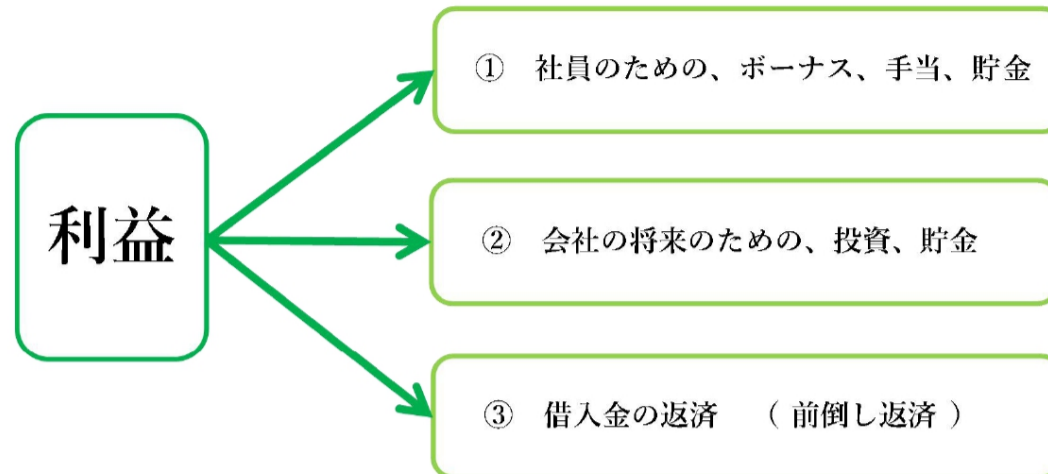 利益
①　社員のための、ボーナス、手当、貯金
②　会社の将来のための、投資、貯金
③　借入金の返済　（ 前倒し返済 ）